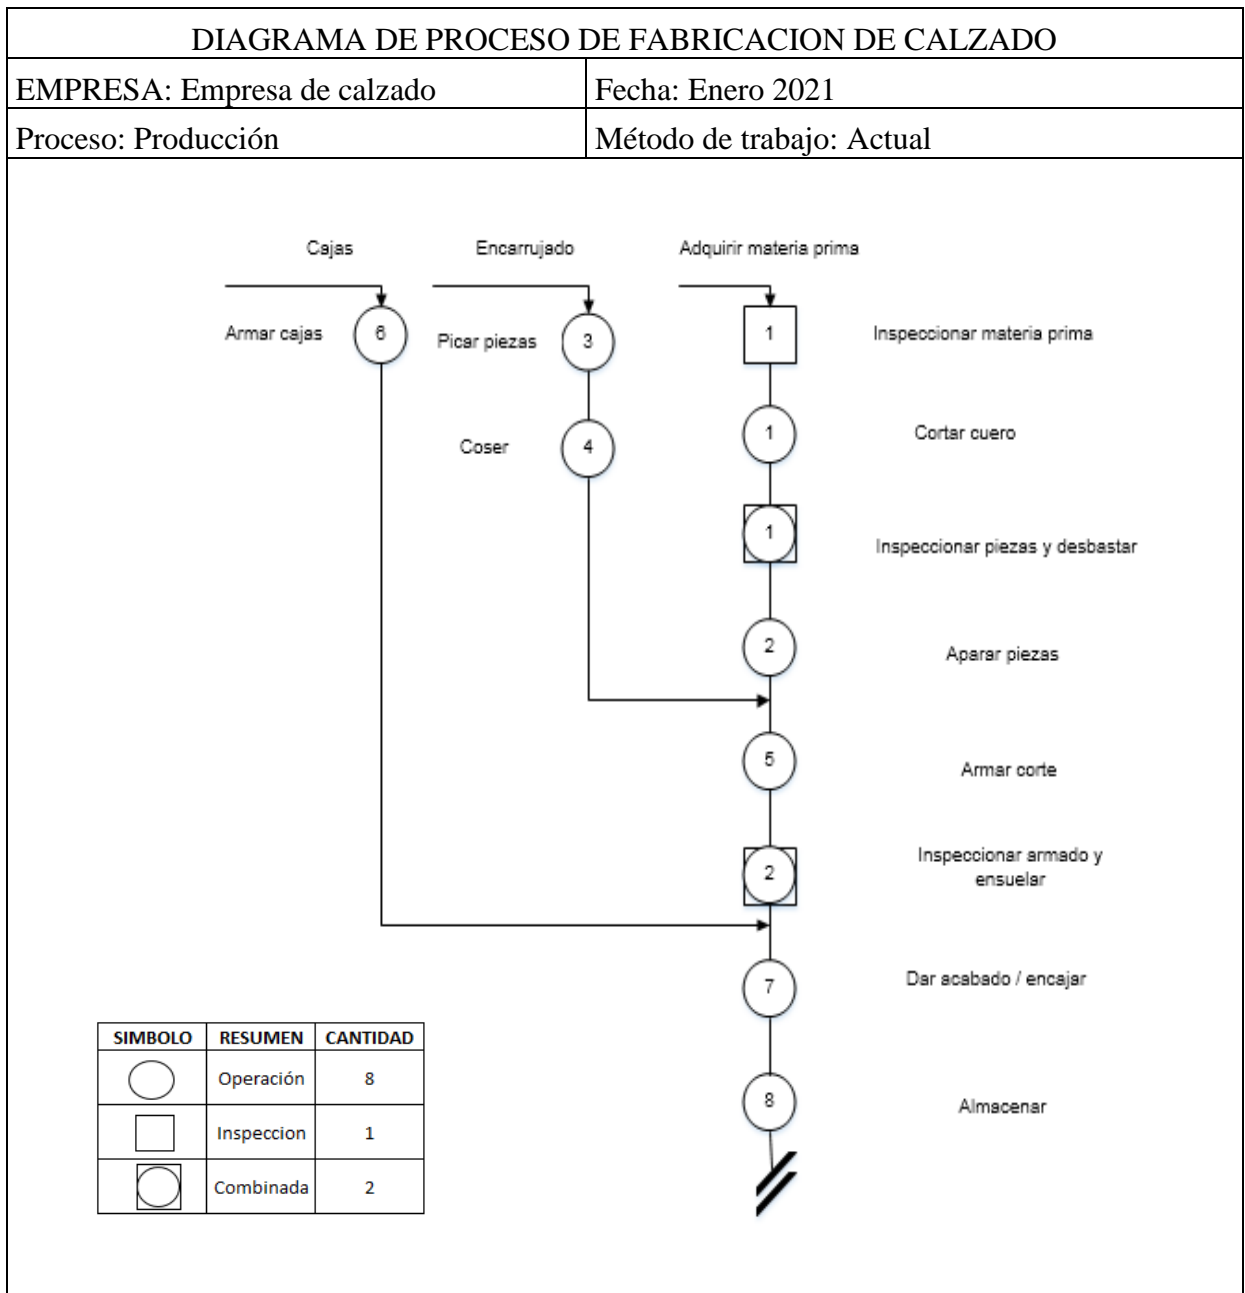 DIAGRAMA DE PROCESO DE FABRICACION DE CALZADO
EMPRESA: Empresa de calzado
Fecha: Enero 2021
Proceso: Producción
Método de trabajo: Actual
Cajas
Encarrujado
Adquirir materia prima
Armar cajas
6
Picar piezas
3
1
Inspeccionar materia prima
Coser
4
1
Cortar cuero
1
Inspeccionar piezas y desbastar
2
Aparar piezas
5
Armar corte
2
Inspeccionar armado y
ensuelar
7
Dar acabado / encajar
8
Almacenar
SIMBOLO RESUMEN CANTIDAD
Operación 8
Inspeccion 1
Combinada 2